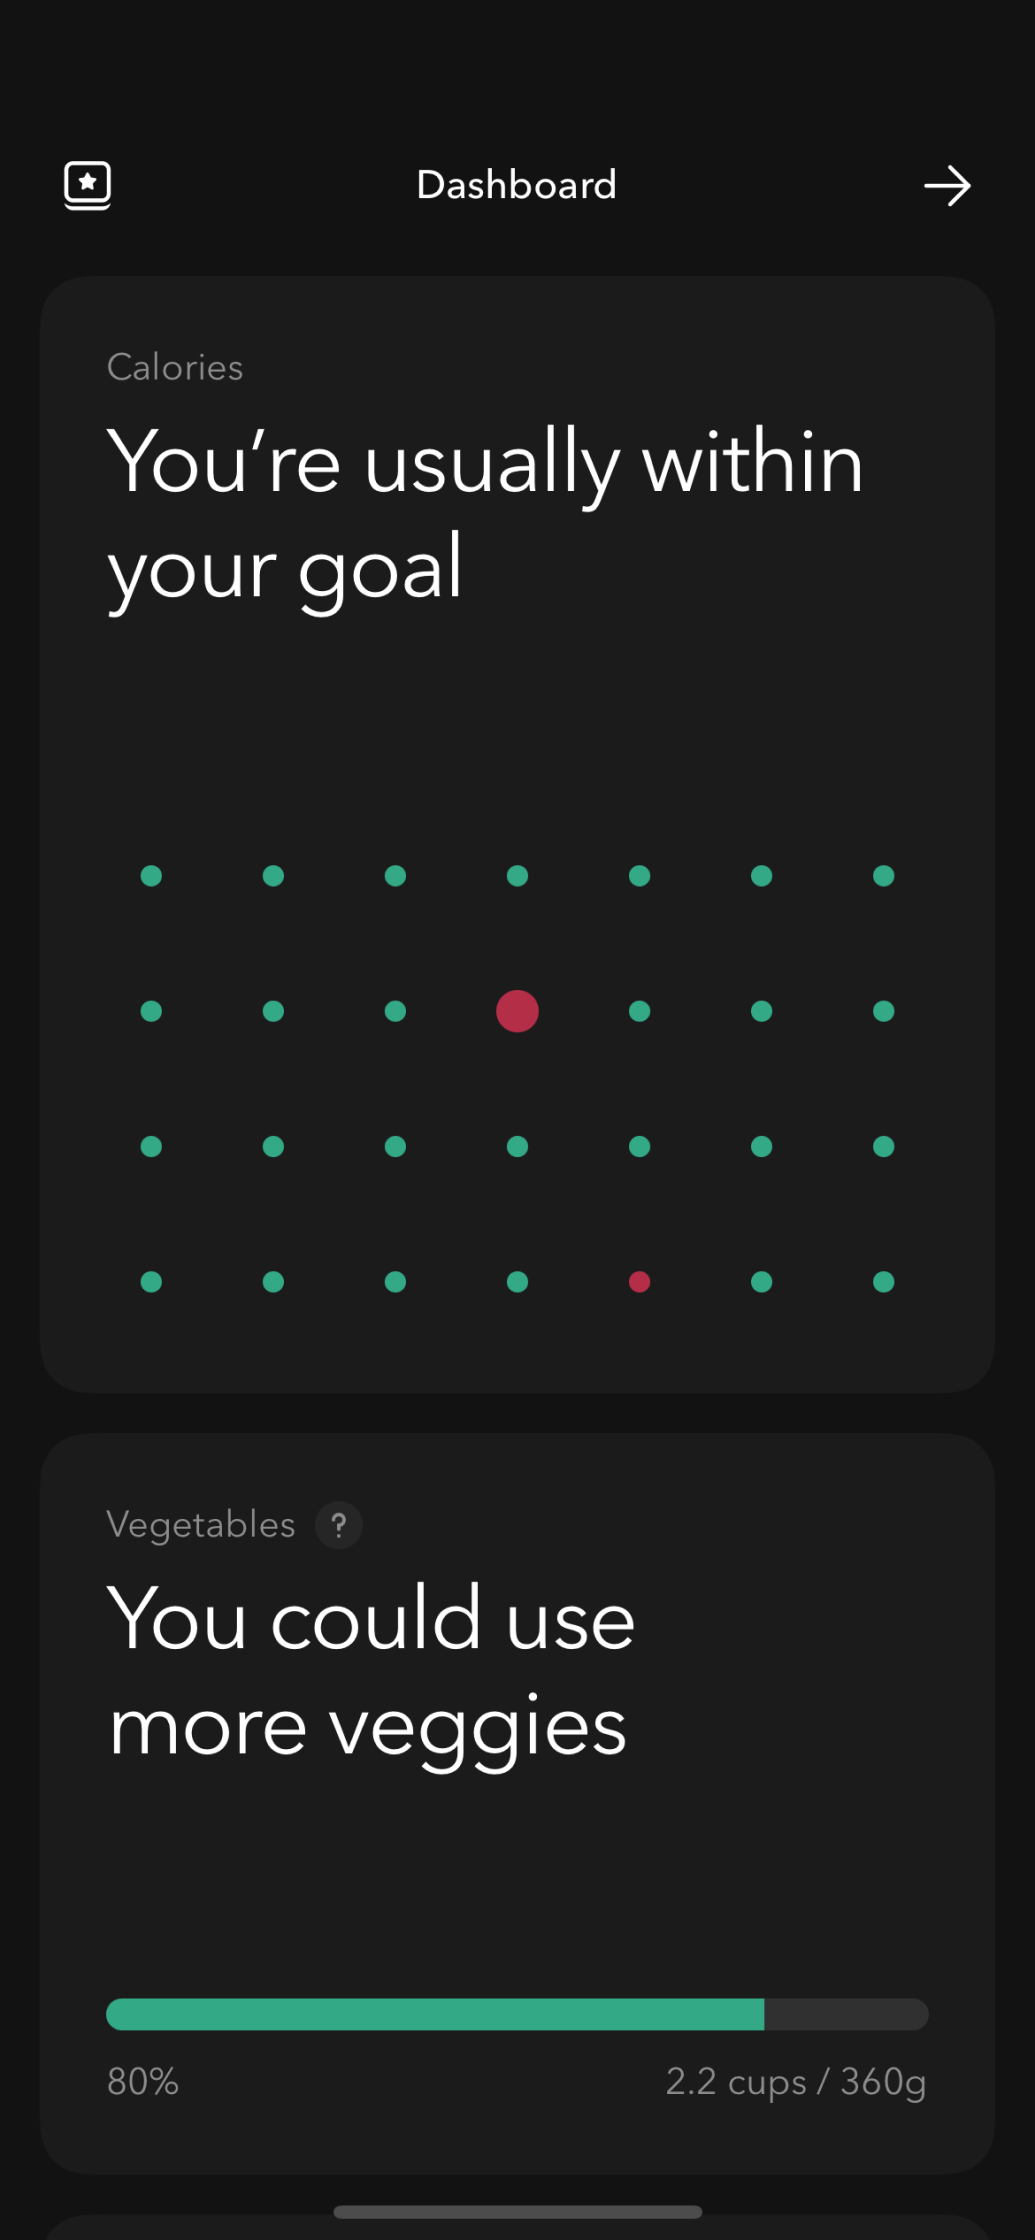 Dashboard
Calories
You’re usually within
your goal
Vegetables ?
You could use
more veggies
80%
2.2 cups / 360g